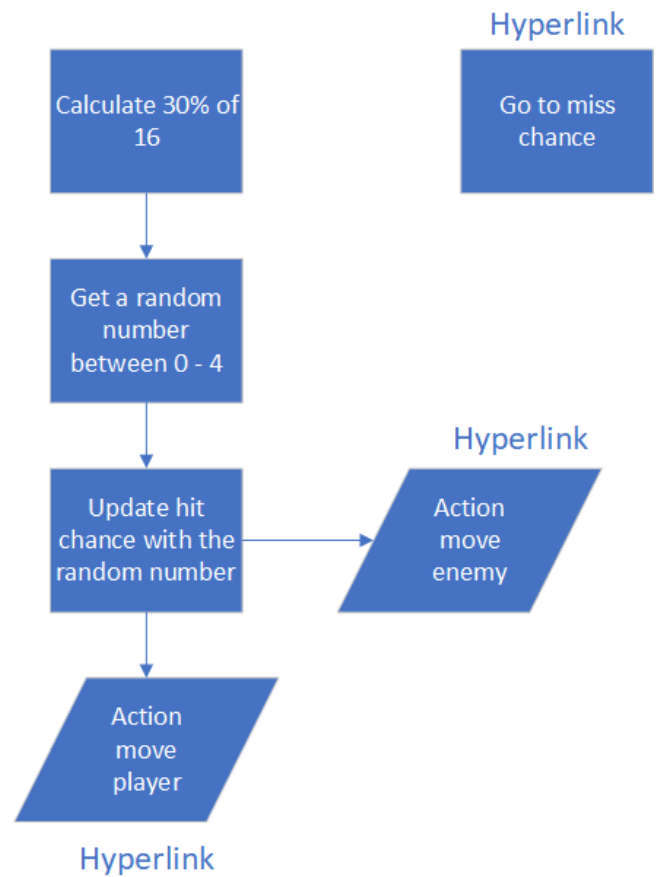 Hyperlink
Calculate 30% of
16
Go to miss
chance
Get a random
number
between 0 - 4
Hyperlink
Update hit
chance with the
random number
Action
move
enemy
Action
move
player
Hyperlink